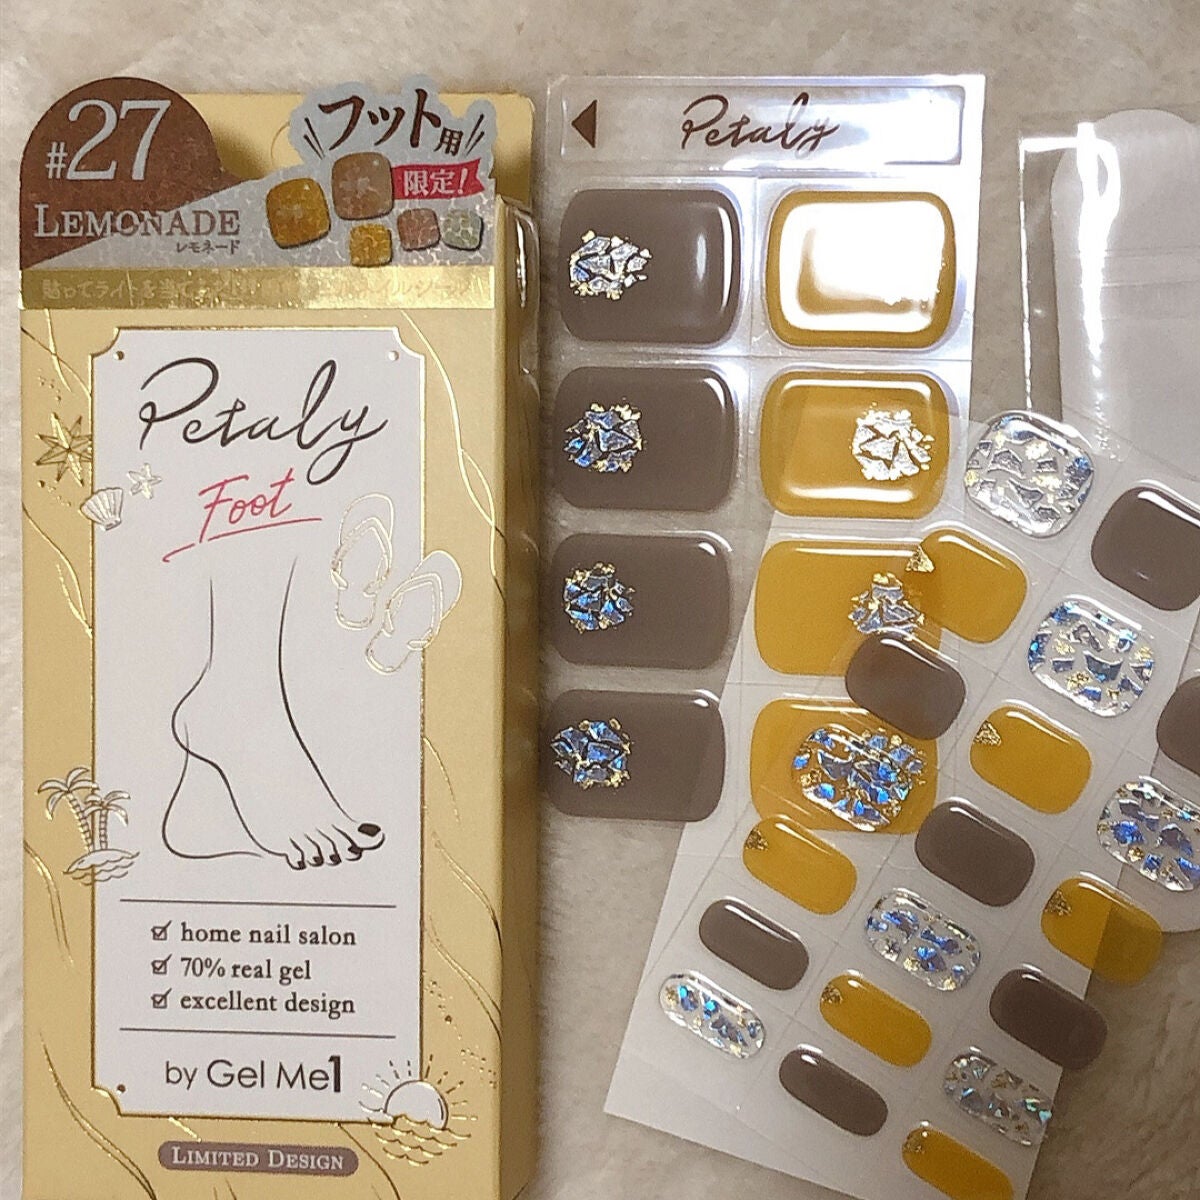 #27
LEMONADE
レモネード
フット用
限定!
Petaly
Foot
home nail salon
70% real gel
excellent design
by Gel Me1
LIMITED DESIGN
Petaly